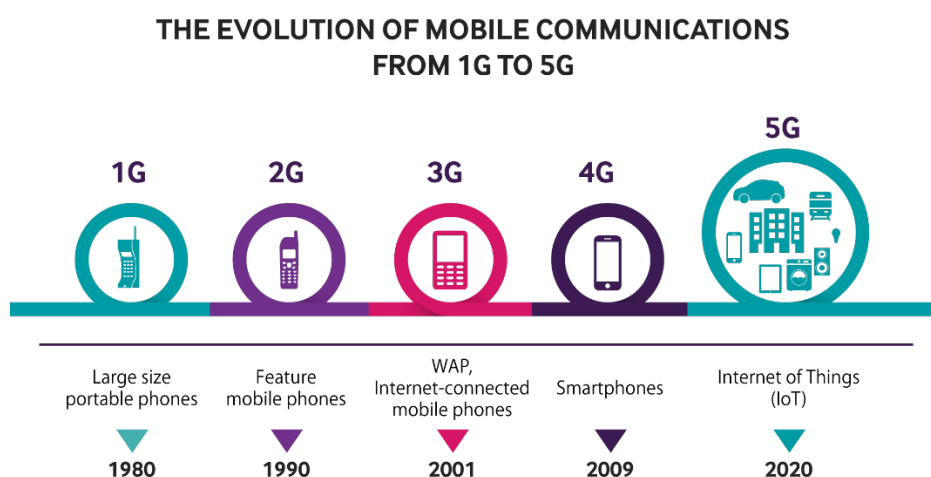 THE EVOLUTION OF MOBILE COMMUNICATIONS
FROM 1G TO 5G
1G
2G
3G
4G
5G
Large size
portable phones
Feature
mobile phones
WAP,
Internet-connected
mobile phones
Smartphones
Internet of Things
(IoT)
1980
1990
2001
2009
2020